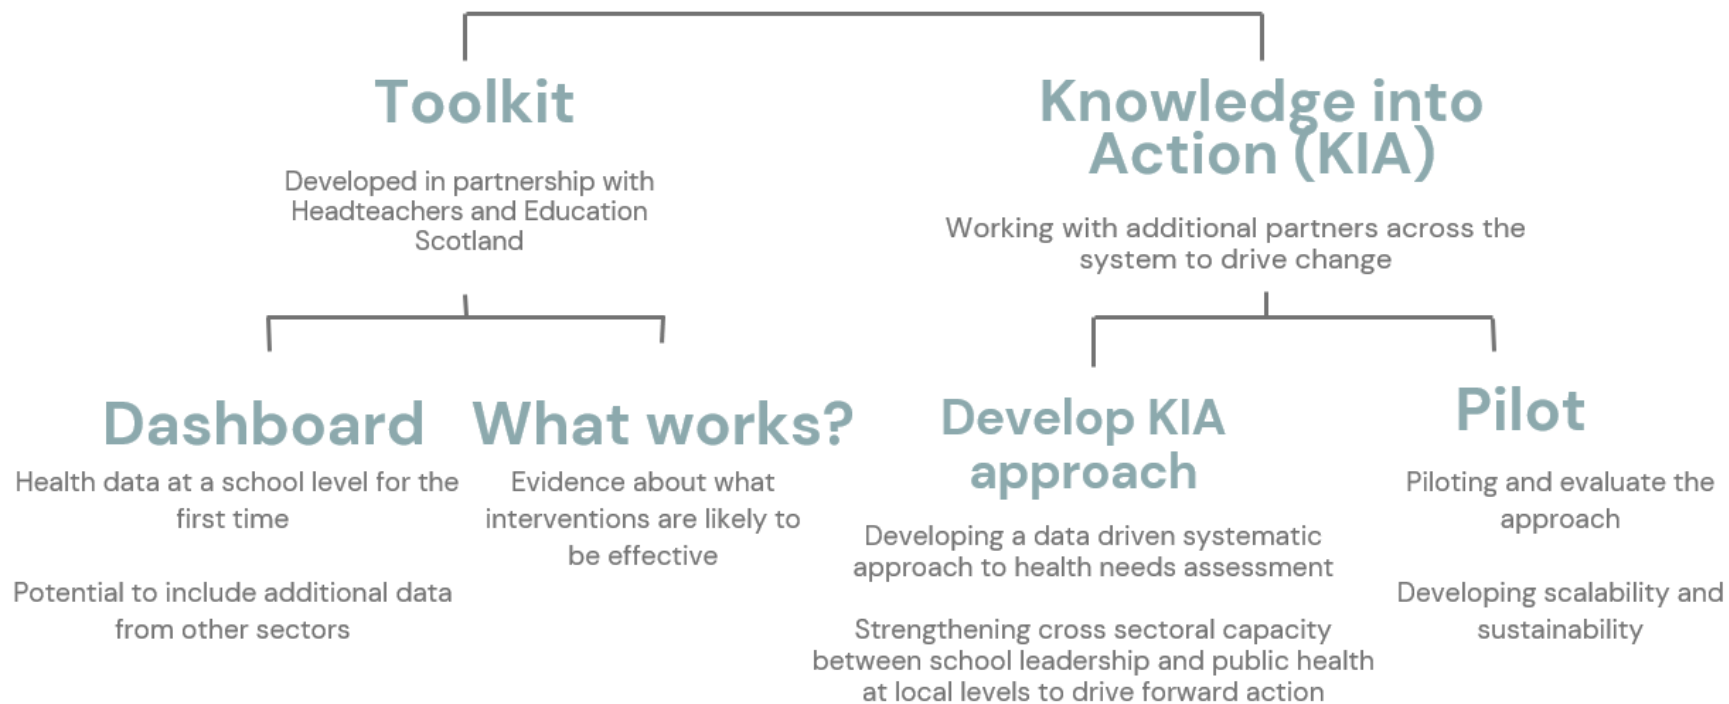 Toolkit
Developed in partnership with
Headteachers and Education
Scotland
Knowledge into
Action (KIA)
Working with additional partners across the
system to drive change
Dashboard
Health data at a school level for the
first time
Potential to include additional data
from other sectors
What works?
Evidence about what
interventions are likely to
be effective
Develop KIA
approach
Developing a data driven systematic
approach to health needs assessment
Strengthening cross sectoral capacity
between school leadership and public health
at local levels to drive forward action
Pilot
Piloting and evaluate the
approach
Developing scalability and
sustainability